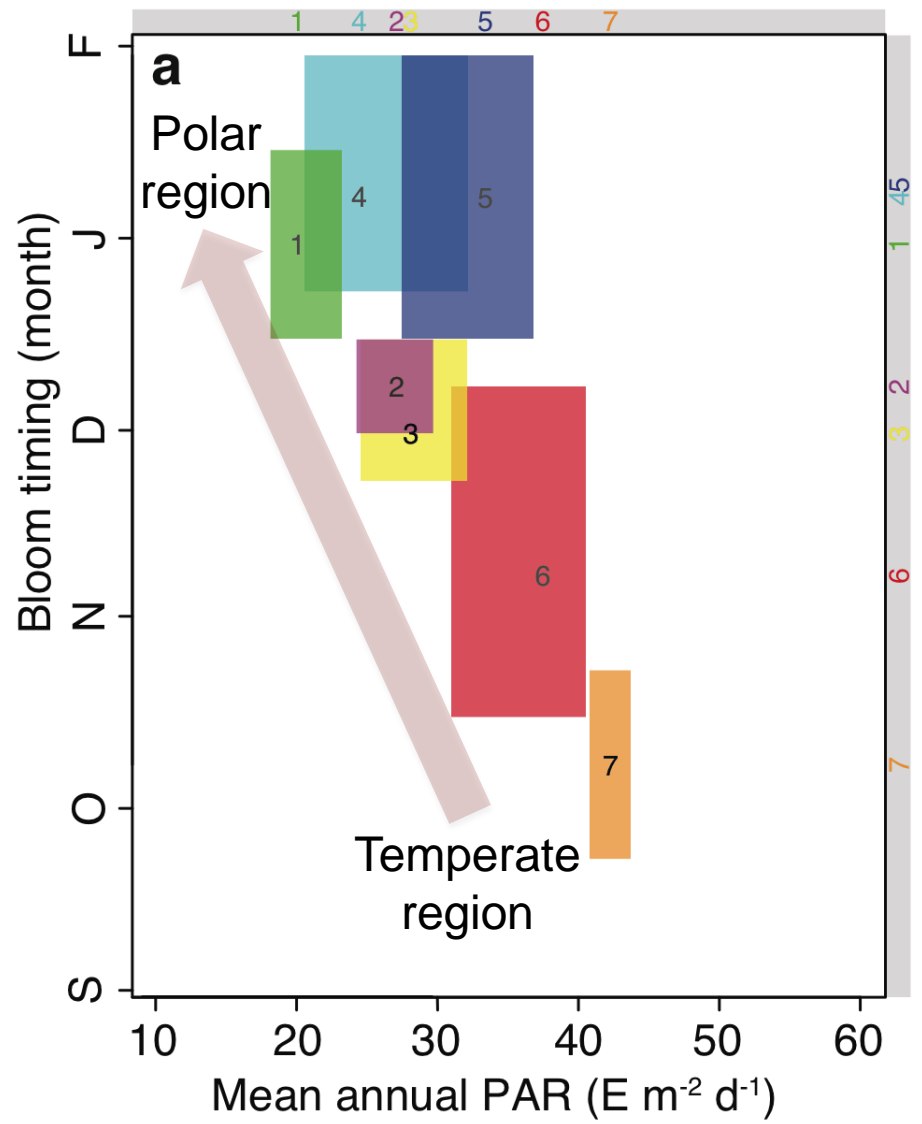 1 4 2 3 5 6 7
a
Polar
region
4 5
1
2
3
6
7
Temperate
region
F
J
D
N
O
S
Bloom timing (month)
4 5
1
2
3
6
7
10 20 30 40 50 60
Mean annual PAR (E m⁻² d⁻¹)